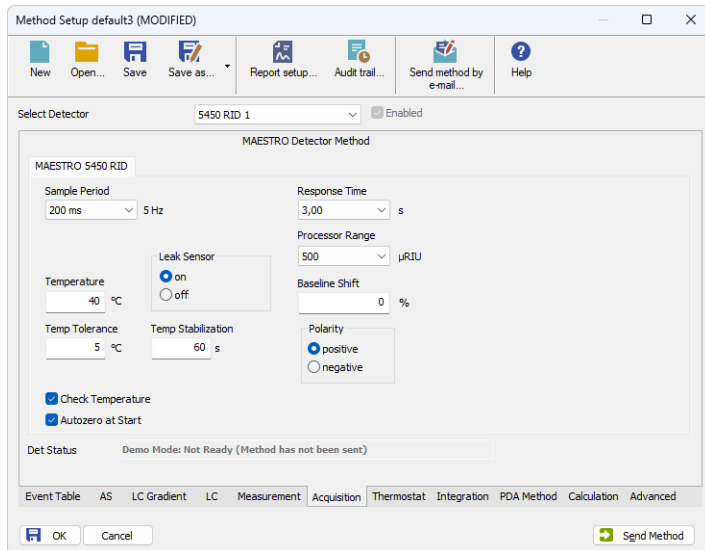 Method Setup default3 (MODIFIED)
New Open... Save Save as... Report setup... Audit trail... Send method by e-mail... Help
Select Detector 5450 RID 1 Enabled
MAESTRO Detector Method
MAESTRO 5450 RID
Sample Period Response Time
200 ms 5 Hz 3,00 s
Processor Range
Leak Sensor 500 µRIU
on
Temperature Baseline Shift
off
40 ºC 0 %
Temp Tolerance Temp Stabilization Polarity
5 ºC 60 s positive
negative
Check Temperature
Autozero at Start
Det Status Demo Mode: Not Ready (Method has not been sent)
Event Table AS LC Gradient LC Measurement Acquisition Thermostat Integration PDA Method Calculation Advanced
OK Cancel Send Method